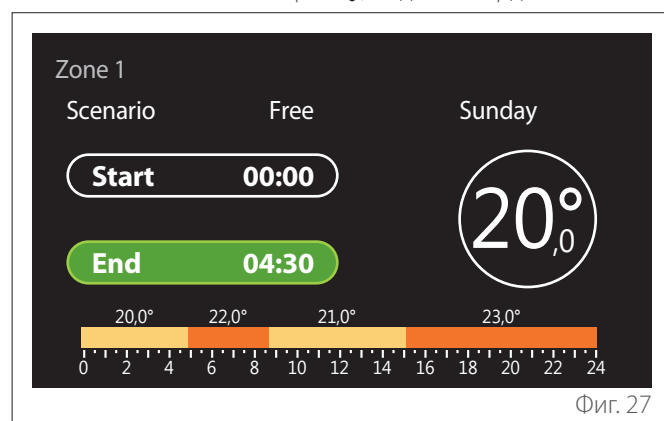 Zone 1
Scenario Free Sunday
Start 00:00
20°,0
End 04:30
20,0° 22,0° 21,0° 23,0°
0 2 4 6 8 10 12 14 16 18 20 22 24
Фиг. 27